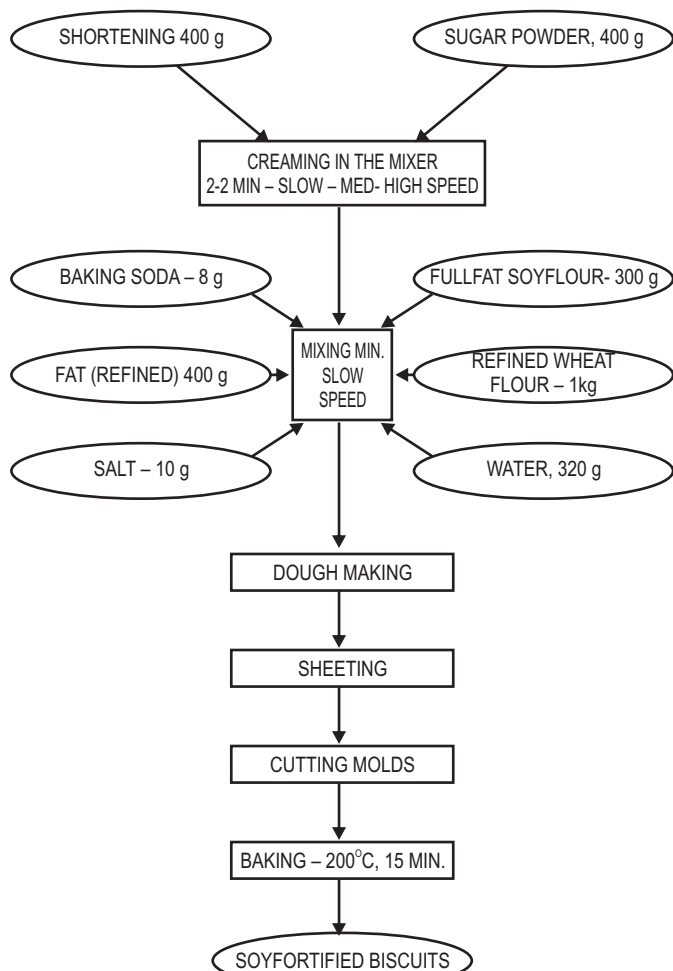 SHORTENING 400 g
SUGAR POWDER, 400 g
CREAMING IN THE MIXER
2-2 MIN – SLOW – MED- HIGH SPEED
BAKING SODA – 8 g
FULLFAT SOYFLOUR- 300 g
MIXING MIN.
SLOW
SPEED
FAT (REFINED) 400 g
REFINED WHEAT
FLOUR – 1kg
SALT – 10 g
WATER, 320 g
DOUGH MAKING
SHEETING
CUTTING MOLDS
BAKING – 200°C, 15 MIN.
SOYFORTIFIED BISCUITS